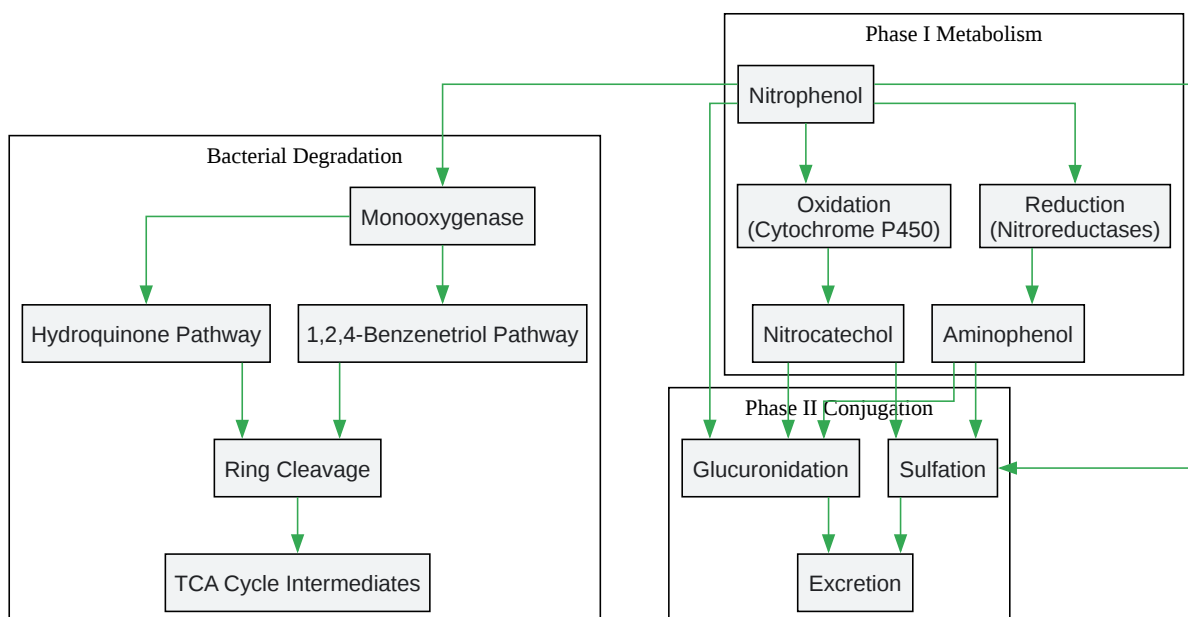 Phase I Metabolism
Nitrophenol
Bacterial Degradation
Monooxygenase
Oxidation
(Cytochrome P450)
Reduction
(Nitroreductases)
Hydroquinone Pathway
1,2,4-Benzenetriol Pathway
Nitrocatechol
Aminophenol
Phase II Conjugation
Ring Cleavage
Glucuronidation
Sulfation
TCA Cycle Intermediates
Excretion